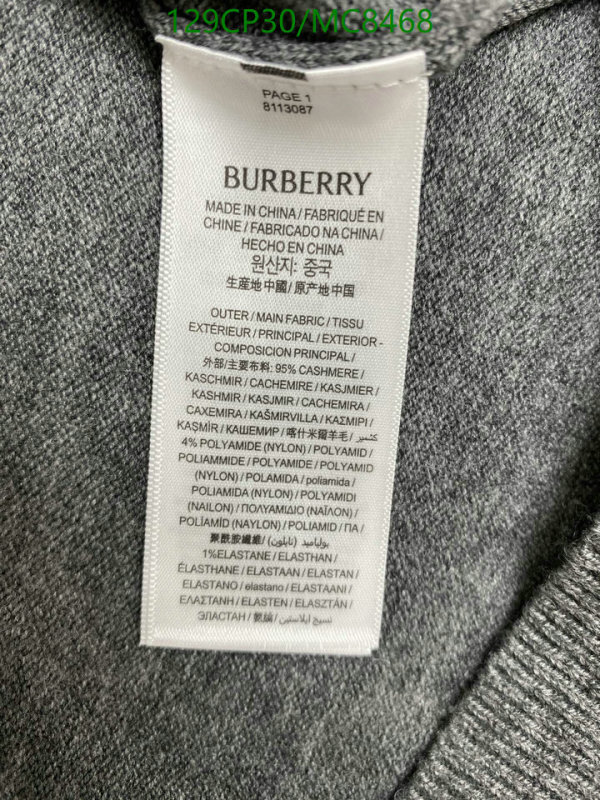 129CP30/MC8468
PAGE 1
8113087
BURBERRY
MADE IN CHINA / FABRIQUÉ EN
CHINE / FABRICADO NA CHINA /
HECHO EN CHINA
원산지: 중국
生産地 中國 / 原产地 中国
OUTER / MAIN FABRIC / TISSU
EXTÉRIEUR / PRINCIPAL / EXTERIOR -
COMPOSICION PRINCIPAL /
外部/主要布料: 95% CASHMERE /
KASCHMIR / CACHEMIRE / KASJMIER /
KASHMIR / KASJMIR / CACHEMIRA /
CAXEMIRA / KAŠMIRVILLA / ΚΑΣΜΙΡΙ /
KAŞMİR / КАШЕМИР / 喀什米爾羊毛 / كشمير /
4% POLYAMIDE (NYLON) / POLYAMID /
POLIAMMIDE / POLYAMIDE / POLYAMID
(NYLON) / POLAMIDA / poliamida /
POLIAMIDA (NYLON) / POLYAMIDI
(NAILON) / ΠΟΛΥΑΜΙΔΙΟ (ΝΑΪΛΟΝ) /
POLİAMİD (NAYLON) / POLIAMID / ПА /
聚酰胺纖維/ بولياميد (نايلون) /
1%ELASTANE / ELASTHAN /
ÉLASTHANE / ELASTAAN / ELASTAN /
ELASTANO / elastano / ELASTAANI /
ΕΛΑΣΤΑΝΗ / ELASTEN / ELASZTÁN /
ЭЛАСТАН / نسيج ايلاستين /